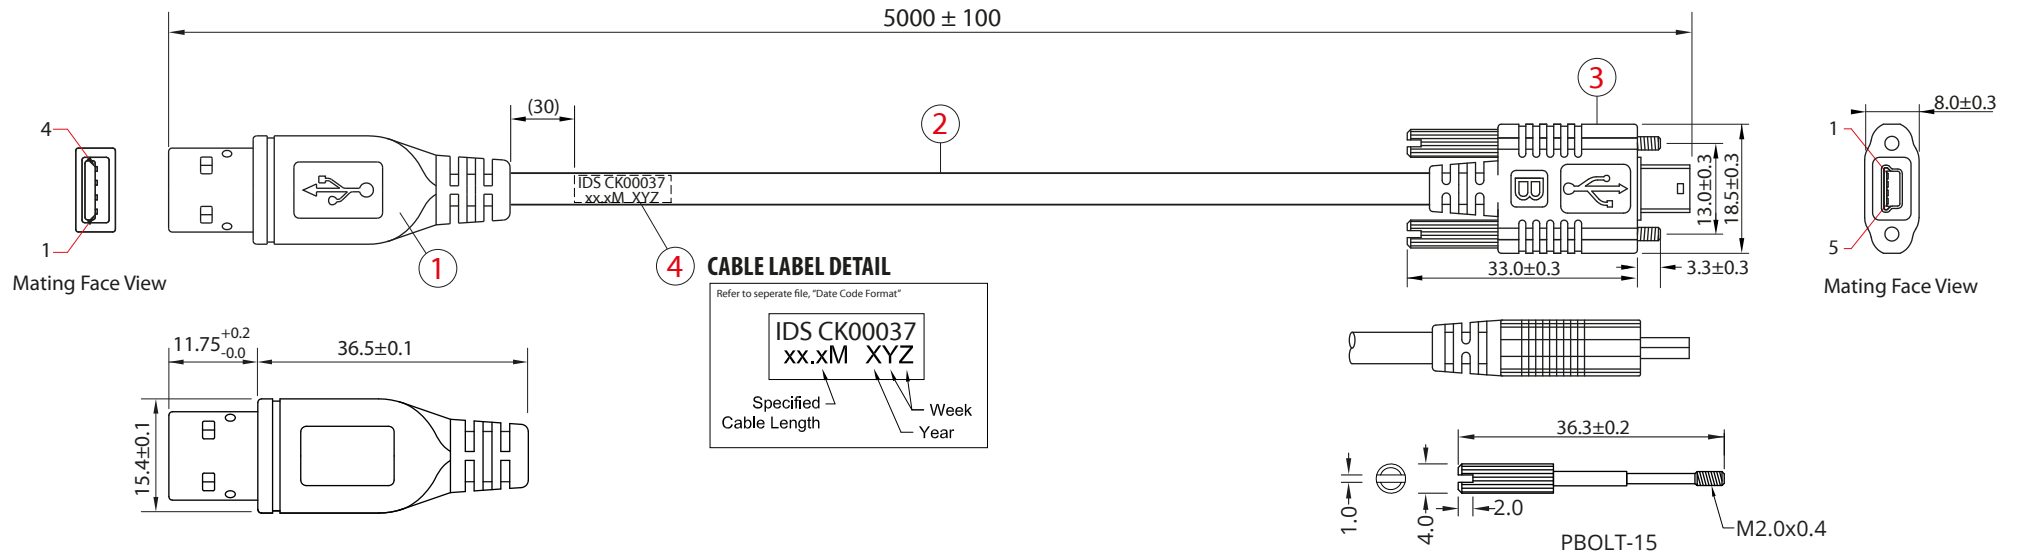 5000 ± 100
(30)
2
3
8.0±0.3
4
1
Mating Face View
IDS CK00037
xx.xM XYZ
1
4
B
13.0±0.3
18.5±0.3
33.0±0.3
3.3±0.3
1
5
Mating Face View
CABLE LABEL DETAIL
Refer to seperate file, “Date Code Format”
IDS CK00037
xx.xM XYZ
Specified
Cable Length
Week
Year
11.75 +0.2 -0.0
36.5±0.1
15.4±0.1
36.3±0.2
1.0
4.0
2.0
M2.0x0.4
PBOLT-15